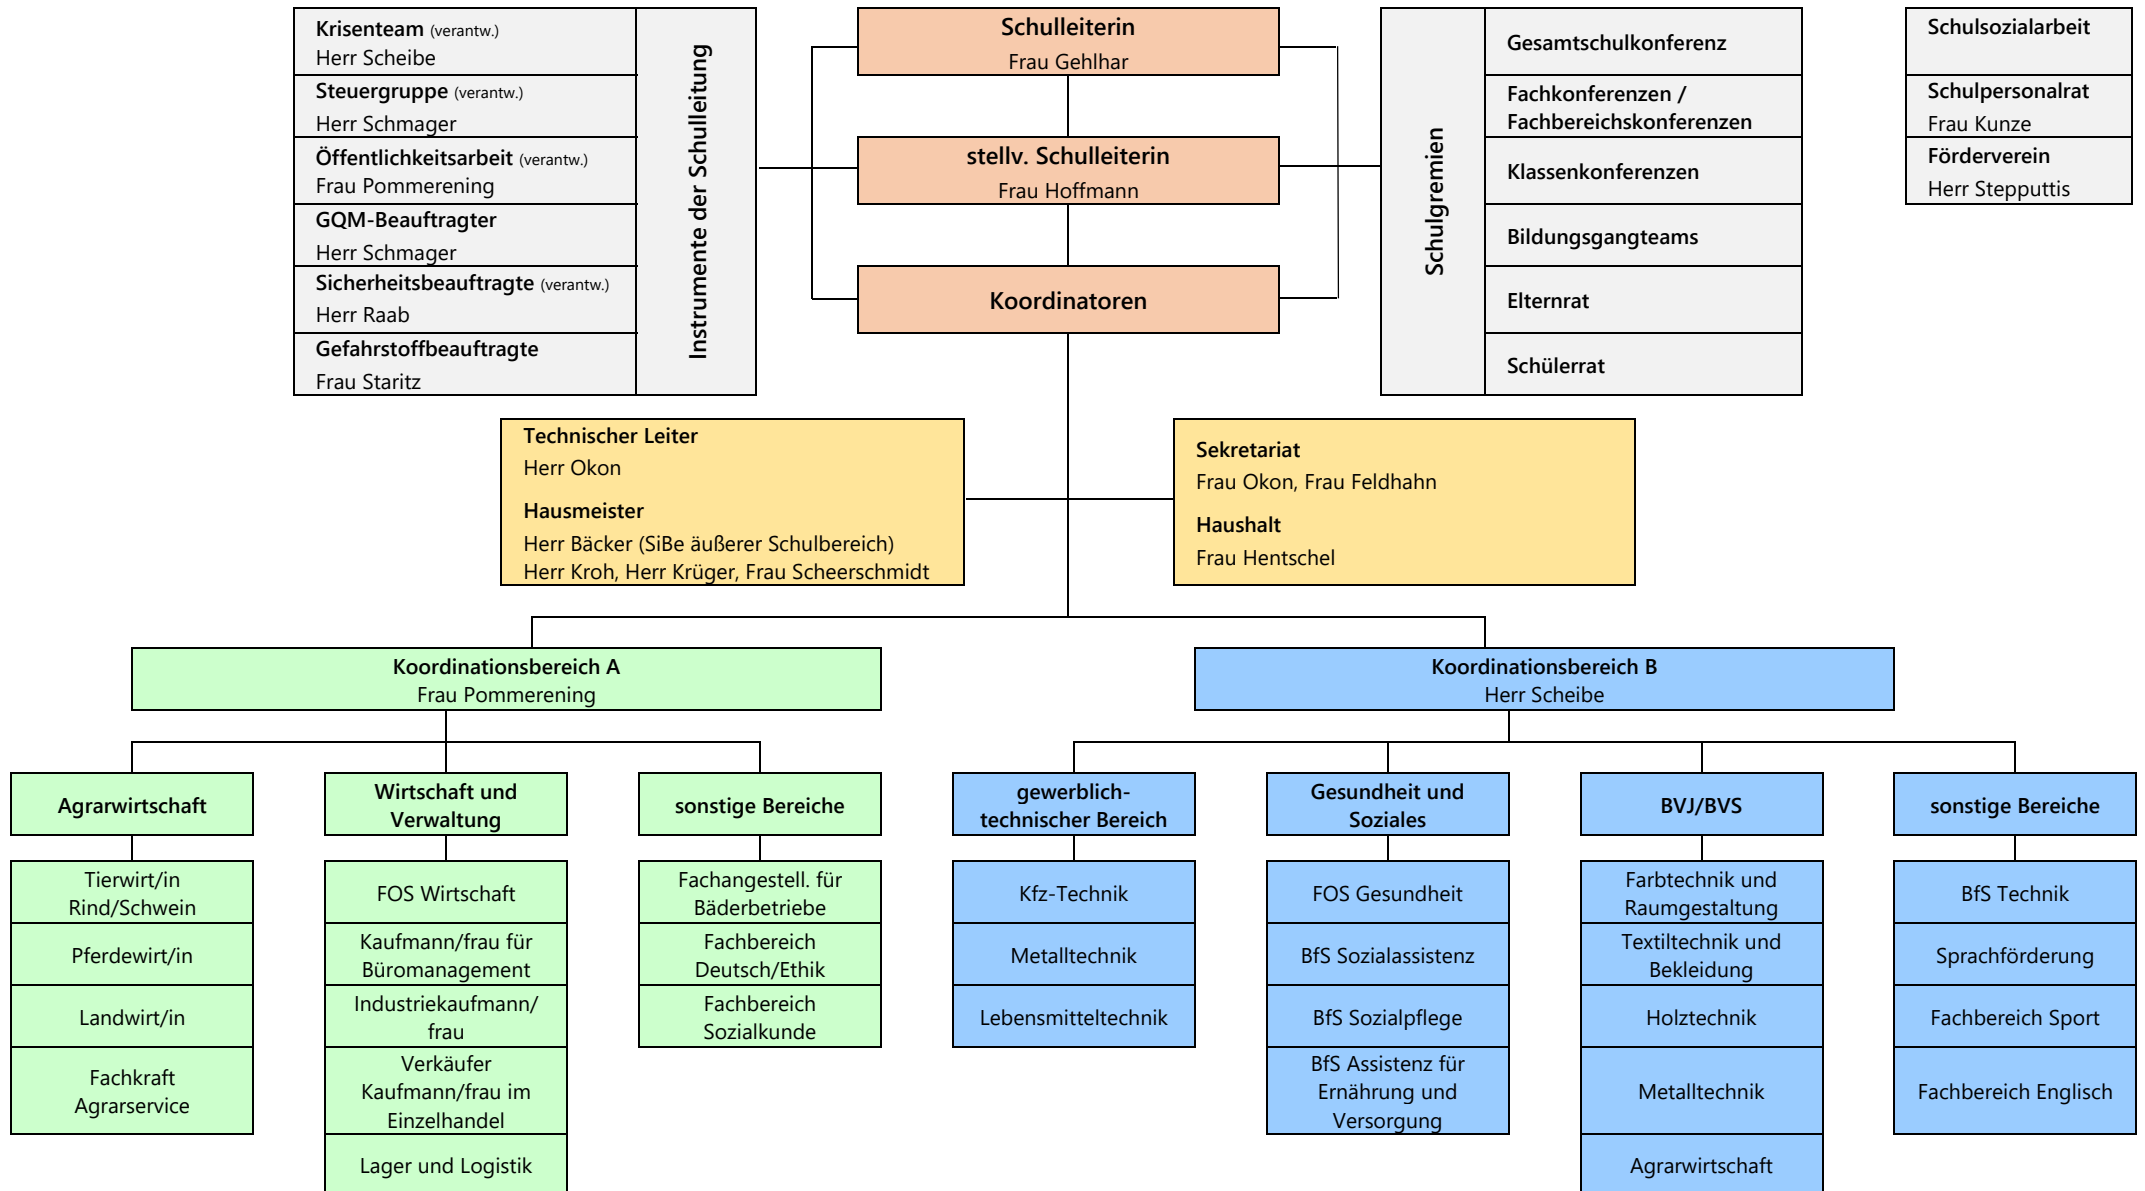 Krisenteam (verantw.)
Herr Scheibe
Steuergruppe (verantw.)
Herr Schmager
Öffentlichkeitsarbeit (verantw.)
Frau Pommerening
GQM-Beauftragter
Herr Schmager
Sicherheitsbeauftragte (verantw.)
Herr Raab
Gefahrstoffbeauftragte
Frau Staritz
Instrumente der Schulleitung
Schulleiterin
Frau Gehlhar
stellv. Schulleiterin
Frau Hoffmann
Koordinatoren
Schulgremien
Gesamtschulkonferenz
Fachkonferenzen /
Fachbereichskonferenzen
Klassenkonferenzen
Bildungsgangteams
Elternrat
Schülerrat
Schulsozialarbeit
Schulpersonalrat
Frau Kunze
Förderverein
Herr Stepputtis
Technischer Leiter
Herr Okon
Hausmeister
Herr Bäcker (SiBe äußerer Schulbereich)
Herr Kroh, Herr Krüger, Frau Scheerschmidt
Sekretariat
Frau Okon, Frau Feldhahn
Haushalt
Frau Hentschel
Koordinationsbereich A
Frau Pommerening
Koordinationsbereich B
Herr Scheibe
Agrarwirtschaft
Tierwirt/in
Rind/Schwein
Pferdewirt/in
Landwirt/in
Fachkraft
Agrarservice
Wirtschaft und
Verwaltung
FOS Wirtschaft
Kaufmann/frau für
Büromanagement
Industriekaufmann/
frau
Verkäufer
Kaufmann/frau im
Einzelhandel
Lager und Logistik
sonstige Bereiche
Fachangestell. für
Bäderbetriebe
Fachbereich
Deutsch/Ethik
Fachbereich
Sozialkunde
gewerblich-
technischer Bereich
Kfz-Technik
Metalltechnik
Lebensmitteltechnik
Gesundheit und
Soziales
FOS Gesundheit
BfS Sozialassistenz
BfS Sozialpflege
BfS Assistenz für
Ernährung und
Versorgung
BVJ/BVS
Farbtechnik und
Raumgestaltung
Textiltechnik und
Bekleidung
Holztechnik
Metalltechnik
Agrarwirtschaft
sonstige Bereiche
BfS Technik
Sprachförderung
Fachbereich Sport
Fachbereich Englisch